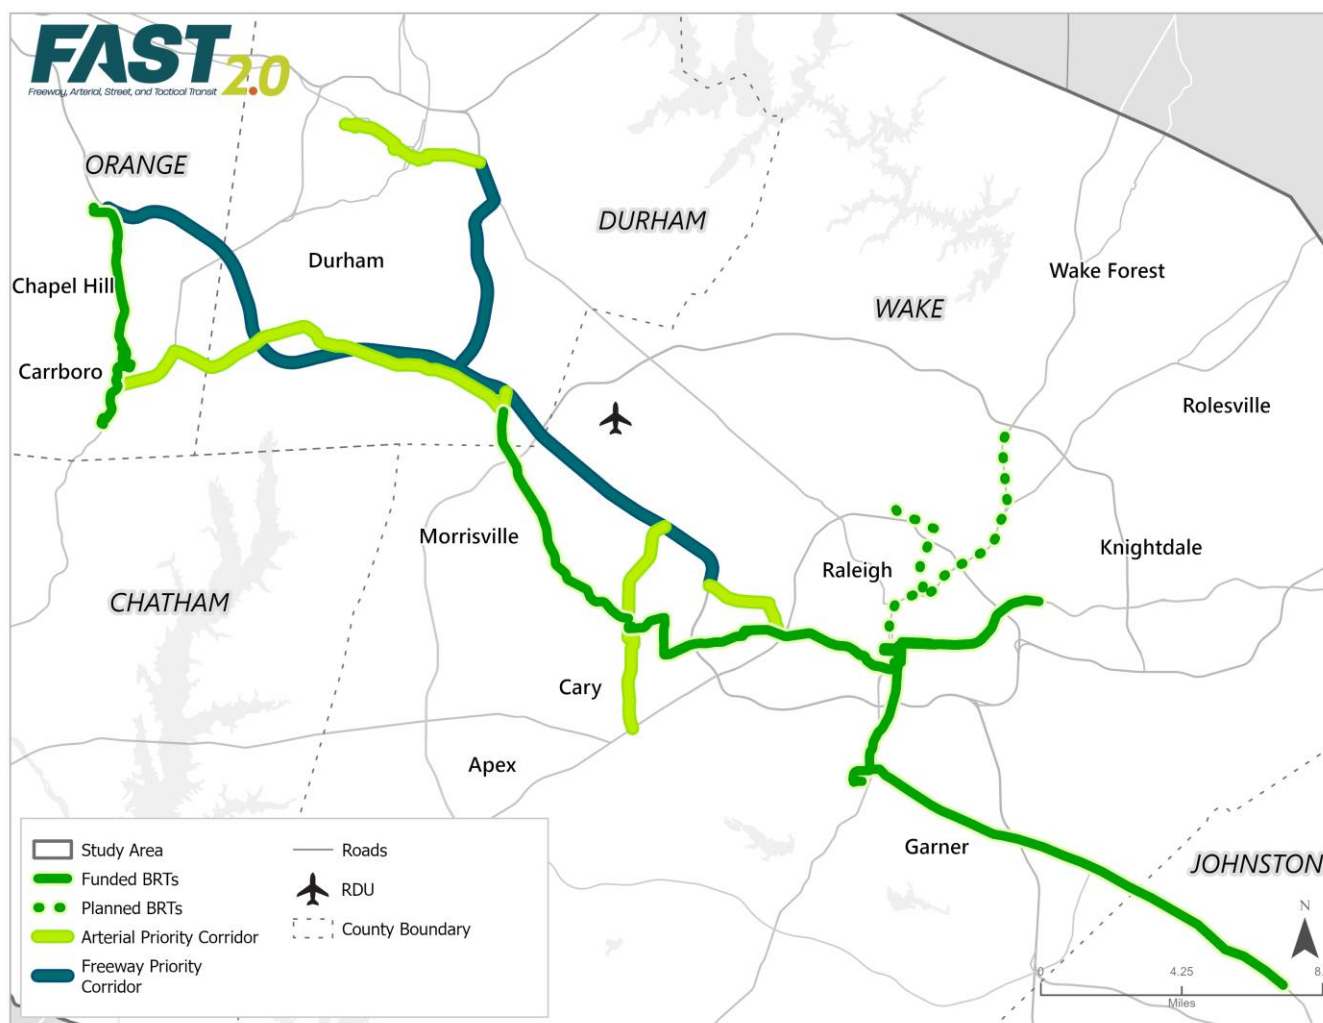 FAST 2.0
Freeway, Arterial, Street, and Tactical Transit
ORANGE
DURHAM
Durham
Chapel Hill
Wake Forest
WAKE
Carrboro
Rolesville
Morrisville
Knightdale
Raleigh
CHATHAM
Cary
Apex
Garner
JOHNSTON
Study Area
Funded BRTs
Planned BRTs
Arterial Priority Corridor
Freeway Priority
Corridor
Roads
RDU
County Boundary
N
0 4.25 8.
Miles